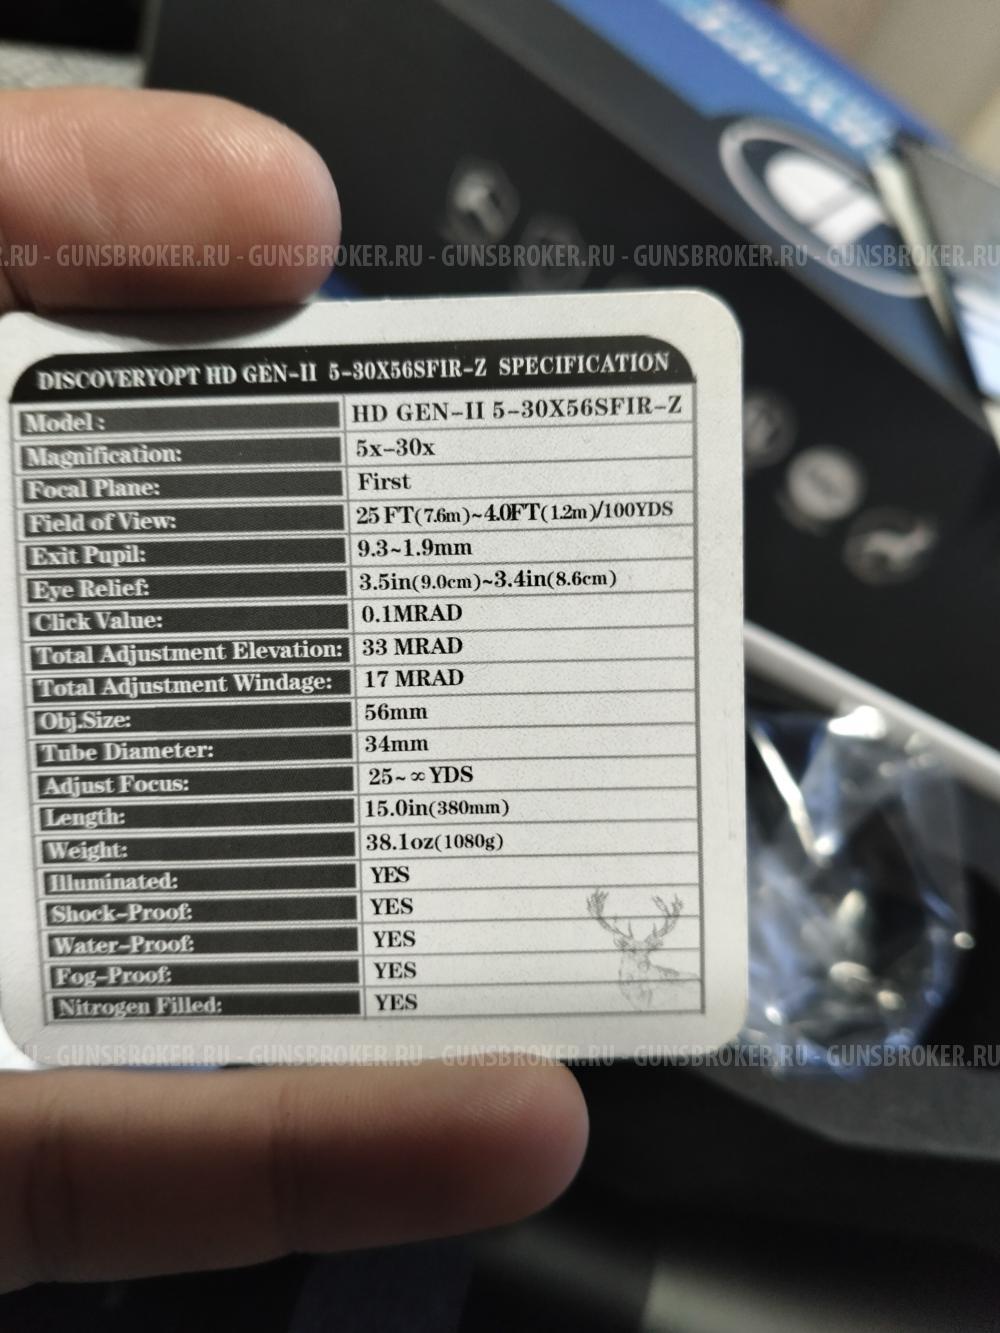 .RU - GUNSBROKER.RU - GUNSBROKER.RU - GUNSBROKER.RU - GUNSBROKER.RU - GUNSBROKER.RU
DISCOVERYOPT HD GEN-II 5-30X56SFIR-Z SPECIFICATION
Model: HD GEN-II 5-30X56SFIR-Z
Magnification: 5x-30x
Focal Plane: First
Field of View: 25 FT(7.6m)~4.0FT(1.2m)/100YDS
Exit Pupil: 9.3~1.9mm
Eye Relief: 3.5in(9.0cm)~3.4in(8.6cm)
Click Value: 0.1MRAD
Total Adjustment Elevation: 33 MRAD
Total Adjustment Windage: 17 MRAD
Obj.Size: 56mm
Tube Diameter: 34mm
Adjust Focus: 25~∞ YDS
Length: 15.0in(380mm)
Weight: 38.1oz(1080g)
Illuminated: YES
Shock-Proof: YES
Water-Proof: YES
Fog-Proof: YES
Nitrogen Filled: YES
RU - GUNSBROKER.RU - GUNSBROKER.RU - GUNSBROKER.RU - GUNSBROKER.RU - GUNSBROKER.RU